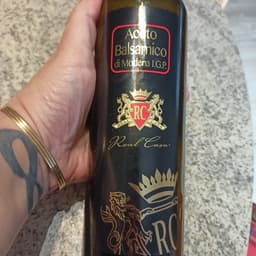 Aceto
Balsamico
di Modena I.G.P.
RC
Real Casa
RC